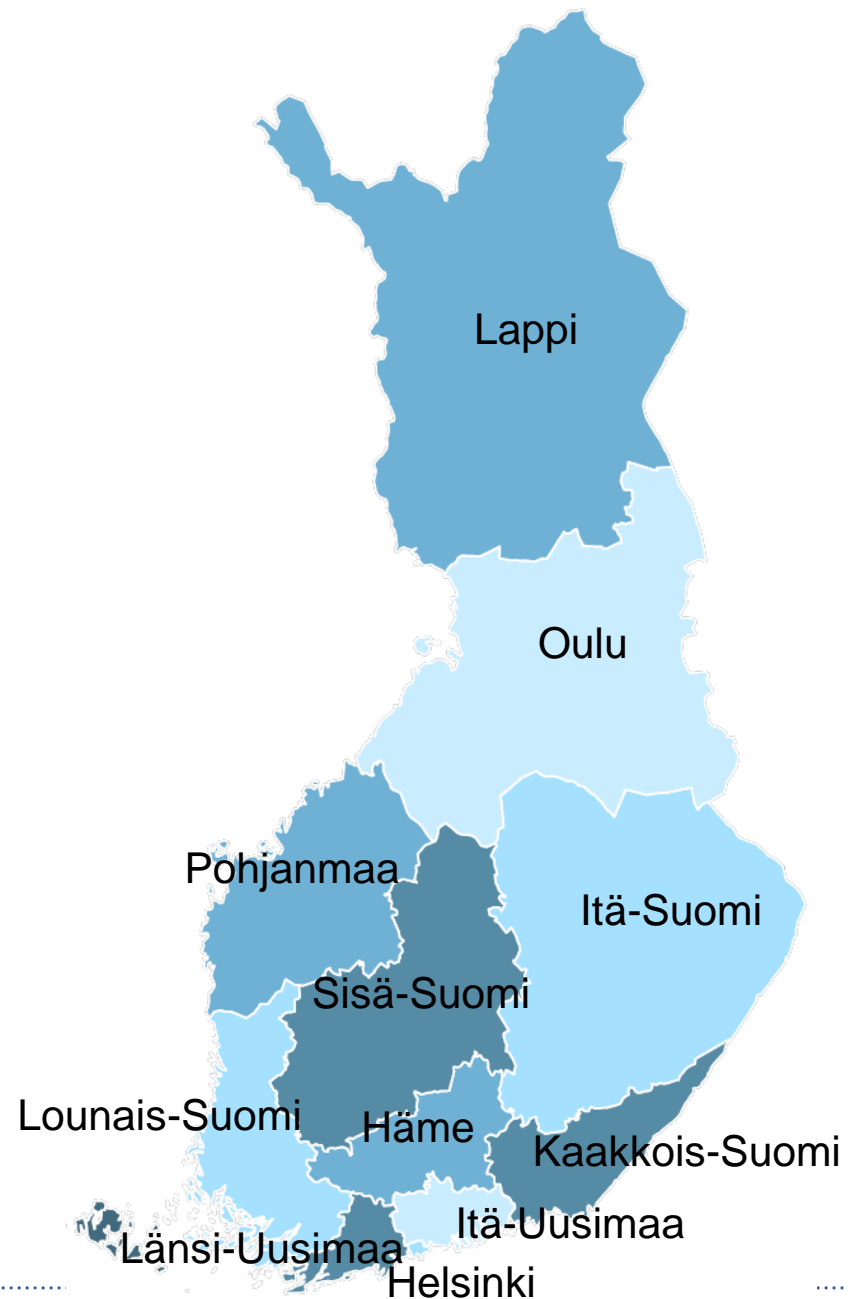 Lappi
Oulu
Pohjanmaa
Itä-Suomi
Sisä-Suomi
Lounais-Suomi
Häme
Kaakkois-Suomi
Itä-Uusimaa
Länsi-Uusimaa
Helsinki